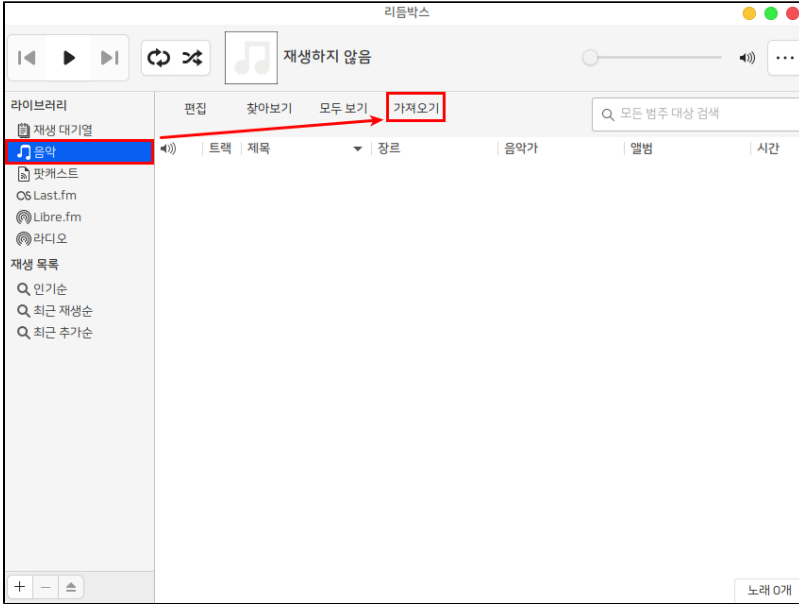 리듬박스
재생하지 않음
라이브러리
편집 찾아보기 모두 보기 가져오기
모든 범주 대상 검색
재생 대기열
음악
트랙 제목 장르 음악가 앨범 시간
팟캐스트
Last.fm
Libre.fm
라디오
재생 목록
인기순
최근 재생순
최근 추가순
노래 0개